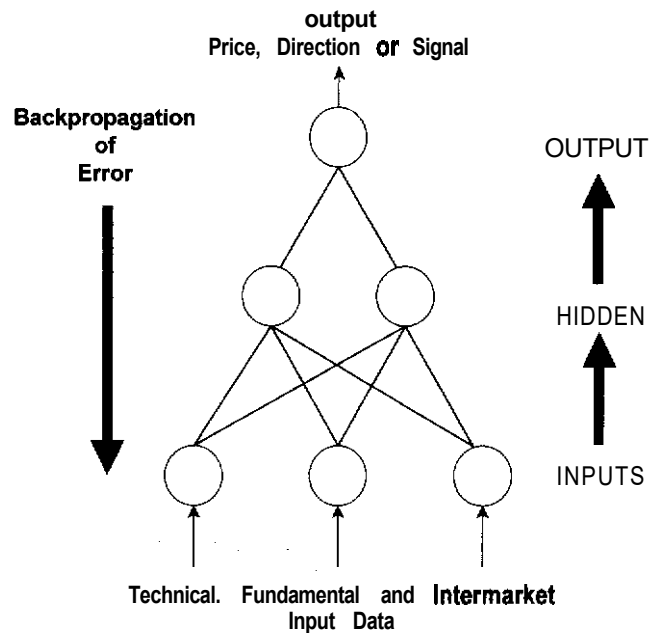 output
Price, Direction or Signal
Backpropagation
of
Error
OUTPUT
HIDDEN
INPUTS
Technical. Fundamental and Intermarket
Input Data